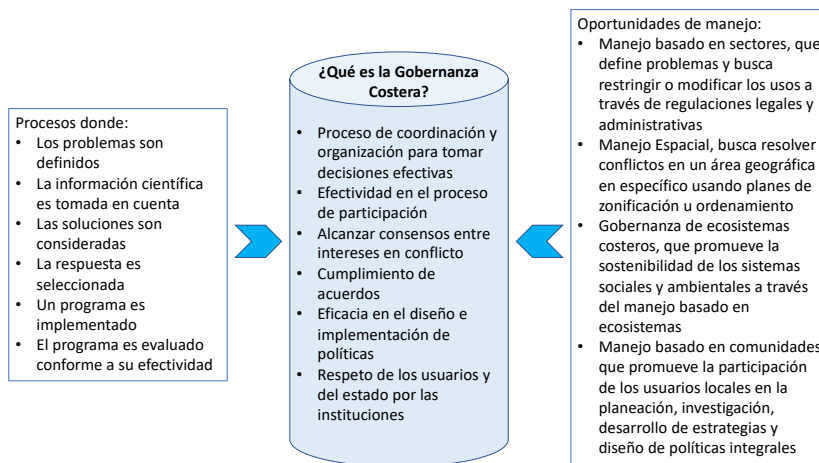 Procesos donde:
• Los problemas son
definidos
• La información científica
es tomada en cuenta
• Las soluciones son
consideradas
• La respuesta es
seleccionada
• Un programa es
implementado
• El programa es evaluado
conforme a su efectividad
¿Qué es la Gobernanza
Costera?
• Proceso de coordinación y
organización para tomar
decisiones efectivas
• Efectividad en el proceso
de participación
• Alcanzar consensos entre
intereses en conflicto
• Cumplimiento de
acuerdos
• Eficacia en el diseño e
implementación de
políticas
• Respeto de los usuarios y
del estado por las
instituciones
Oportunidades de manejo:
• Manejo basado en sectores, que
define problemas y busca
restringir o modificar los usos a
través de regulaciones legales y
administrativas
• Manejo Espacial, busca resolver
conflictos en un área geográfica
en específico usando planes de
zonificación u ordenamiento
• Gobernanza de ecosistemas
costeros, que promueve la
sostenibilidad de los sistemas
sociales y ambientales a través
del manejo basado en
ecosistemas
• Manejo basado en comunidades
que promueve la participación
de los usuarios locales en la
planeación, investigación,
desarrollo de estrategias y
diseño de políticas integrales